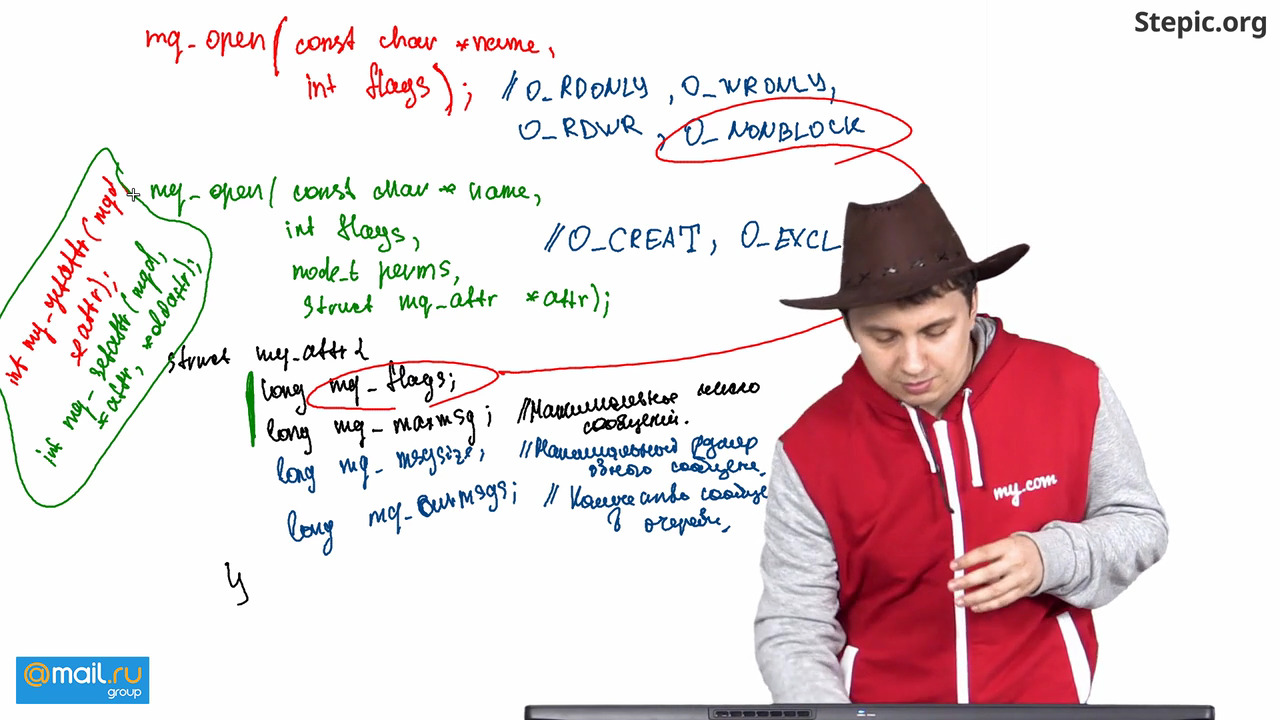 Stepic.org
mq_open( const char *name,
int flags); // O_RDONLY, O_WRONLY,
O_RDWR, O_NONBLOCK
mq_open( const char * name,
int flags, // O_CREAT, O_EXCL
mode_t perms,
struct mq_attr *attr);
int mq_getattr(mqd
*attr);
int mq_setattr(mqd,
*attr, *oldattr);
struct mq_attr {
long mq_flags;
long mq_maxmsg; // Максимальное число
сообщений.
long mq_msgsize; // Максимальный размер
одного сообщения.
long mq_curmsgs; // Количество сообще
в очереди.
}
my.com
@mail.ru
group